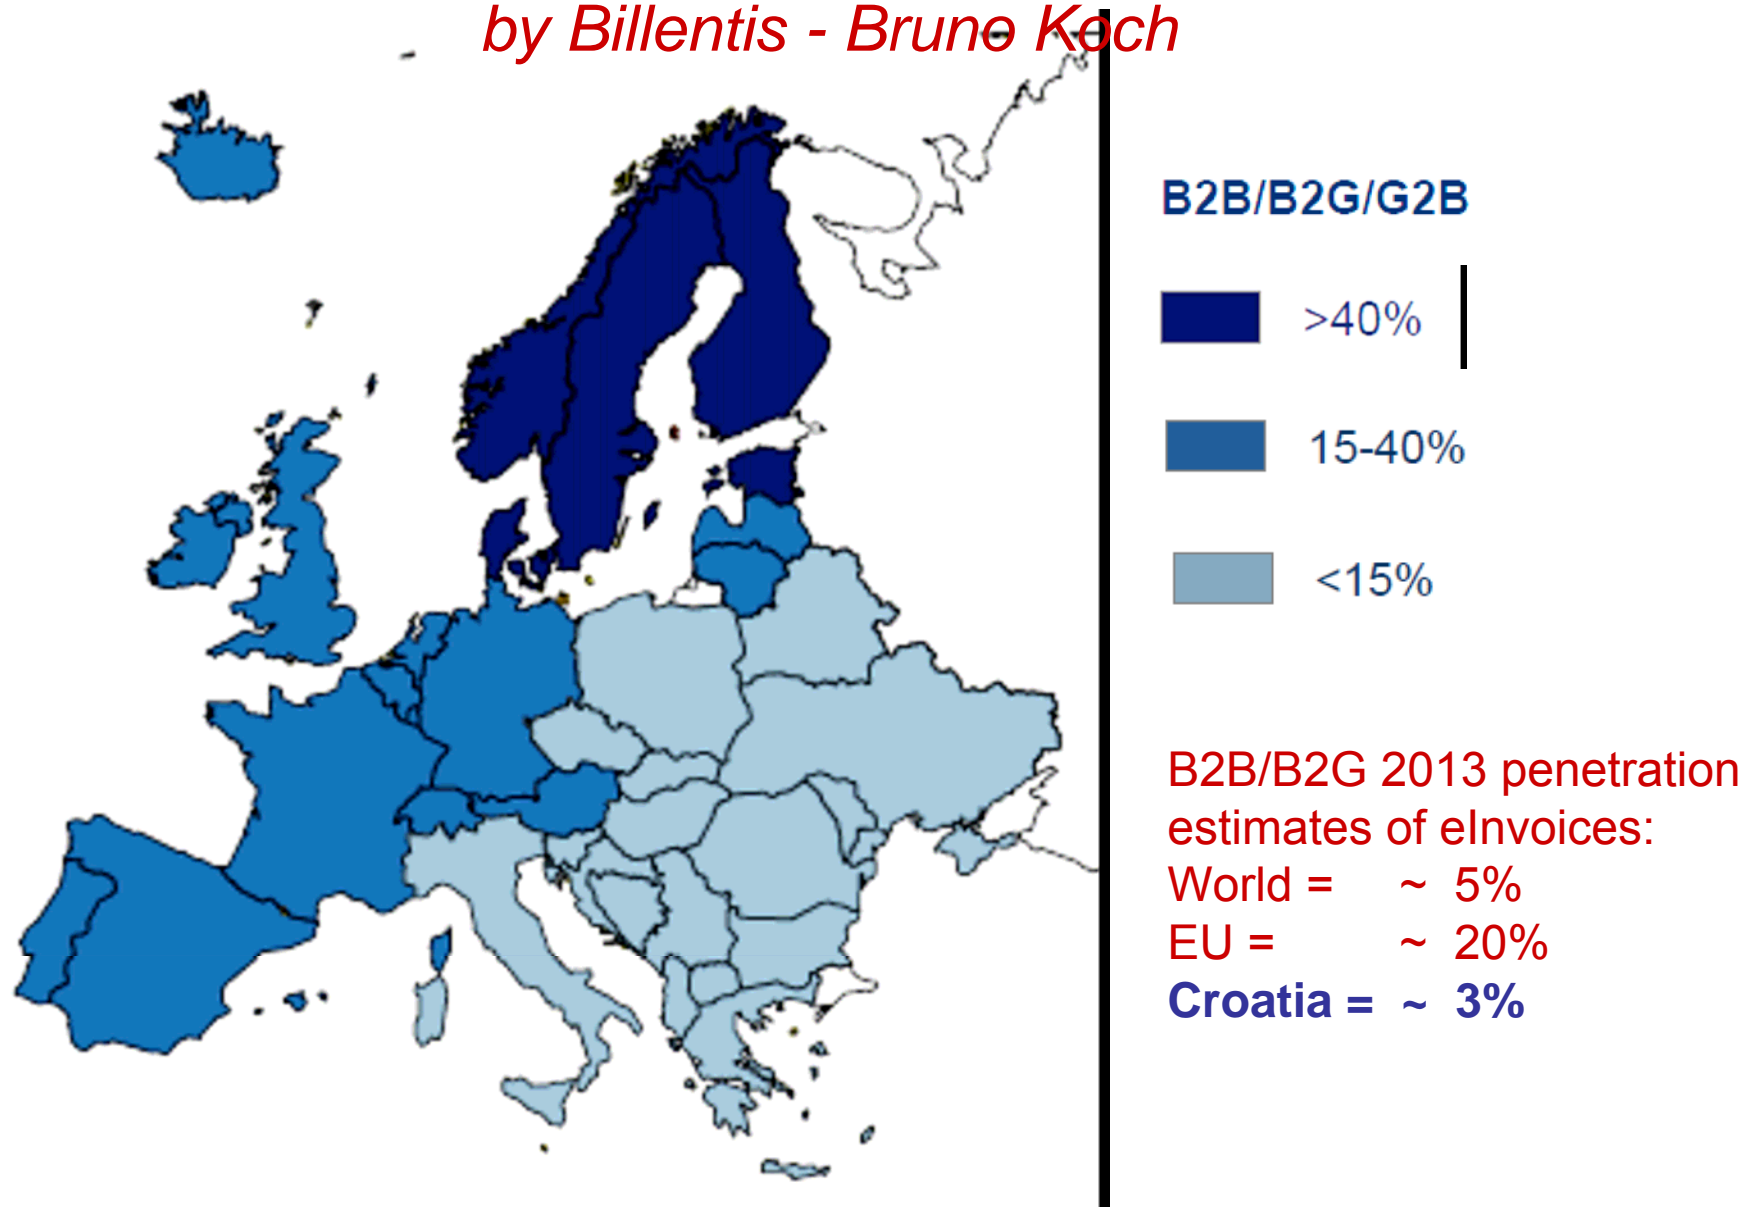 by Billentis - Bruno Koch
B2B/B2G/G2B
>40%
15-40%
<15%
B2B/B2G 2013 penetration
estimates of eInvoices:
World = ~ 5%
EU = ~ 20%
Croatia = ~ 3%